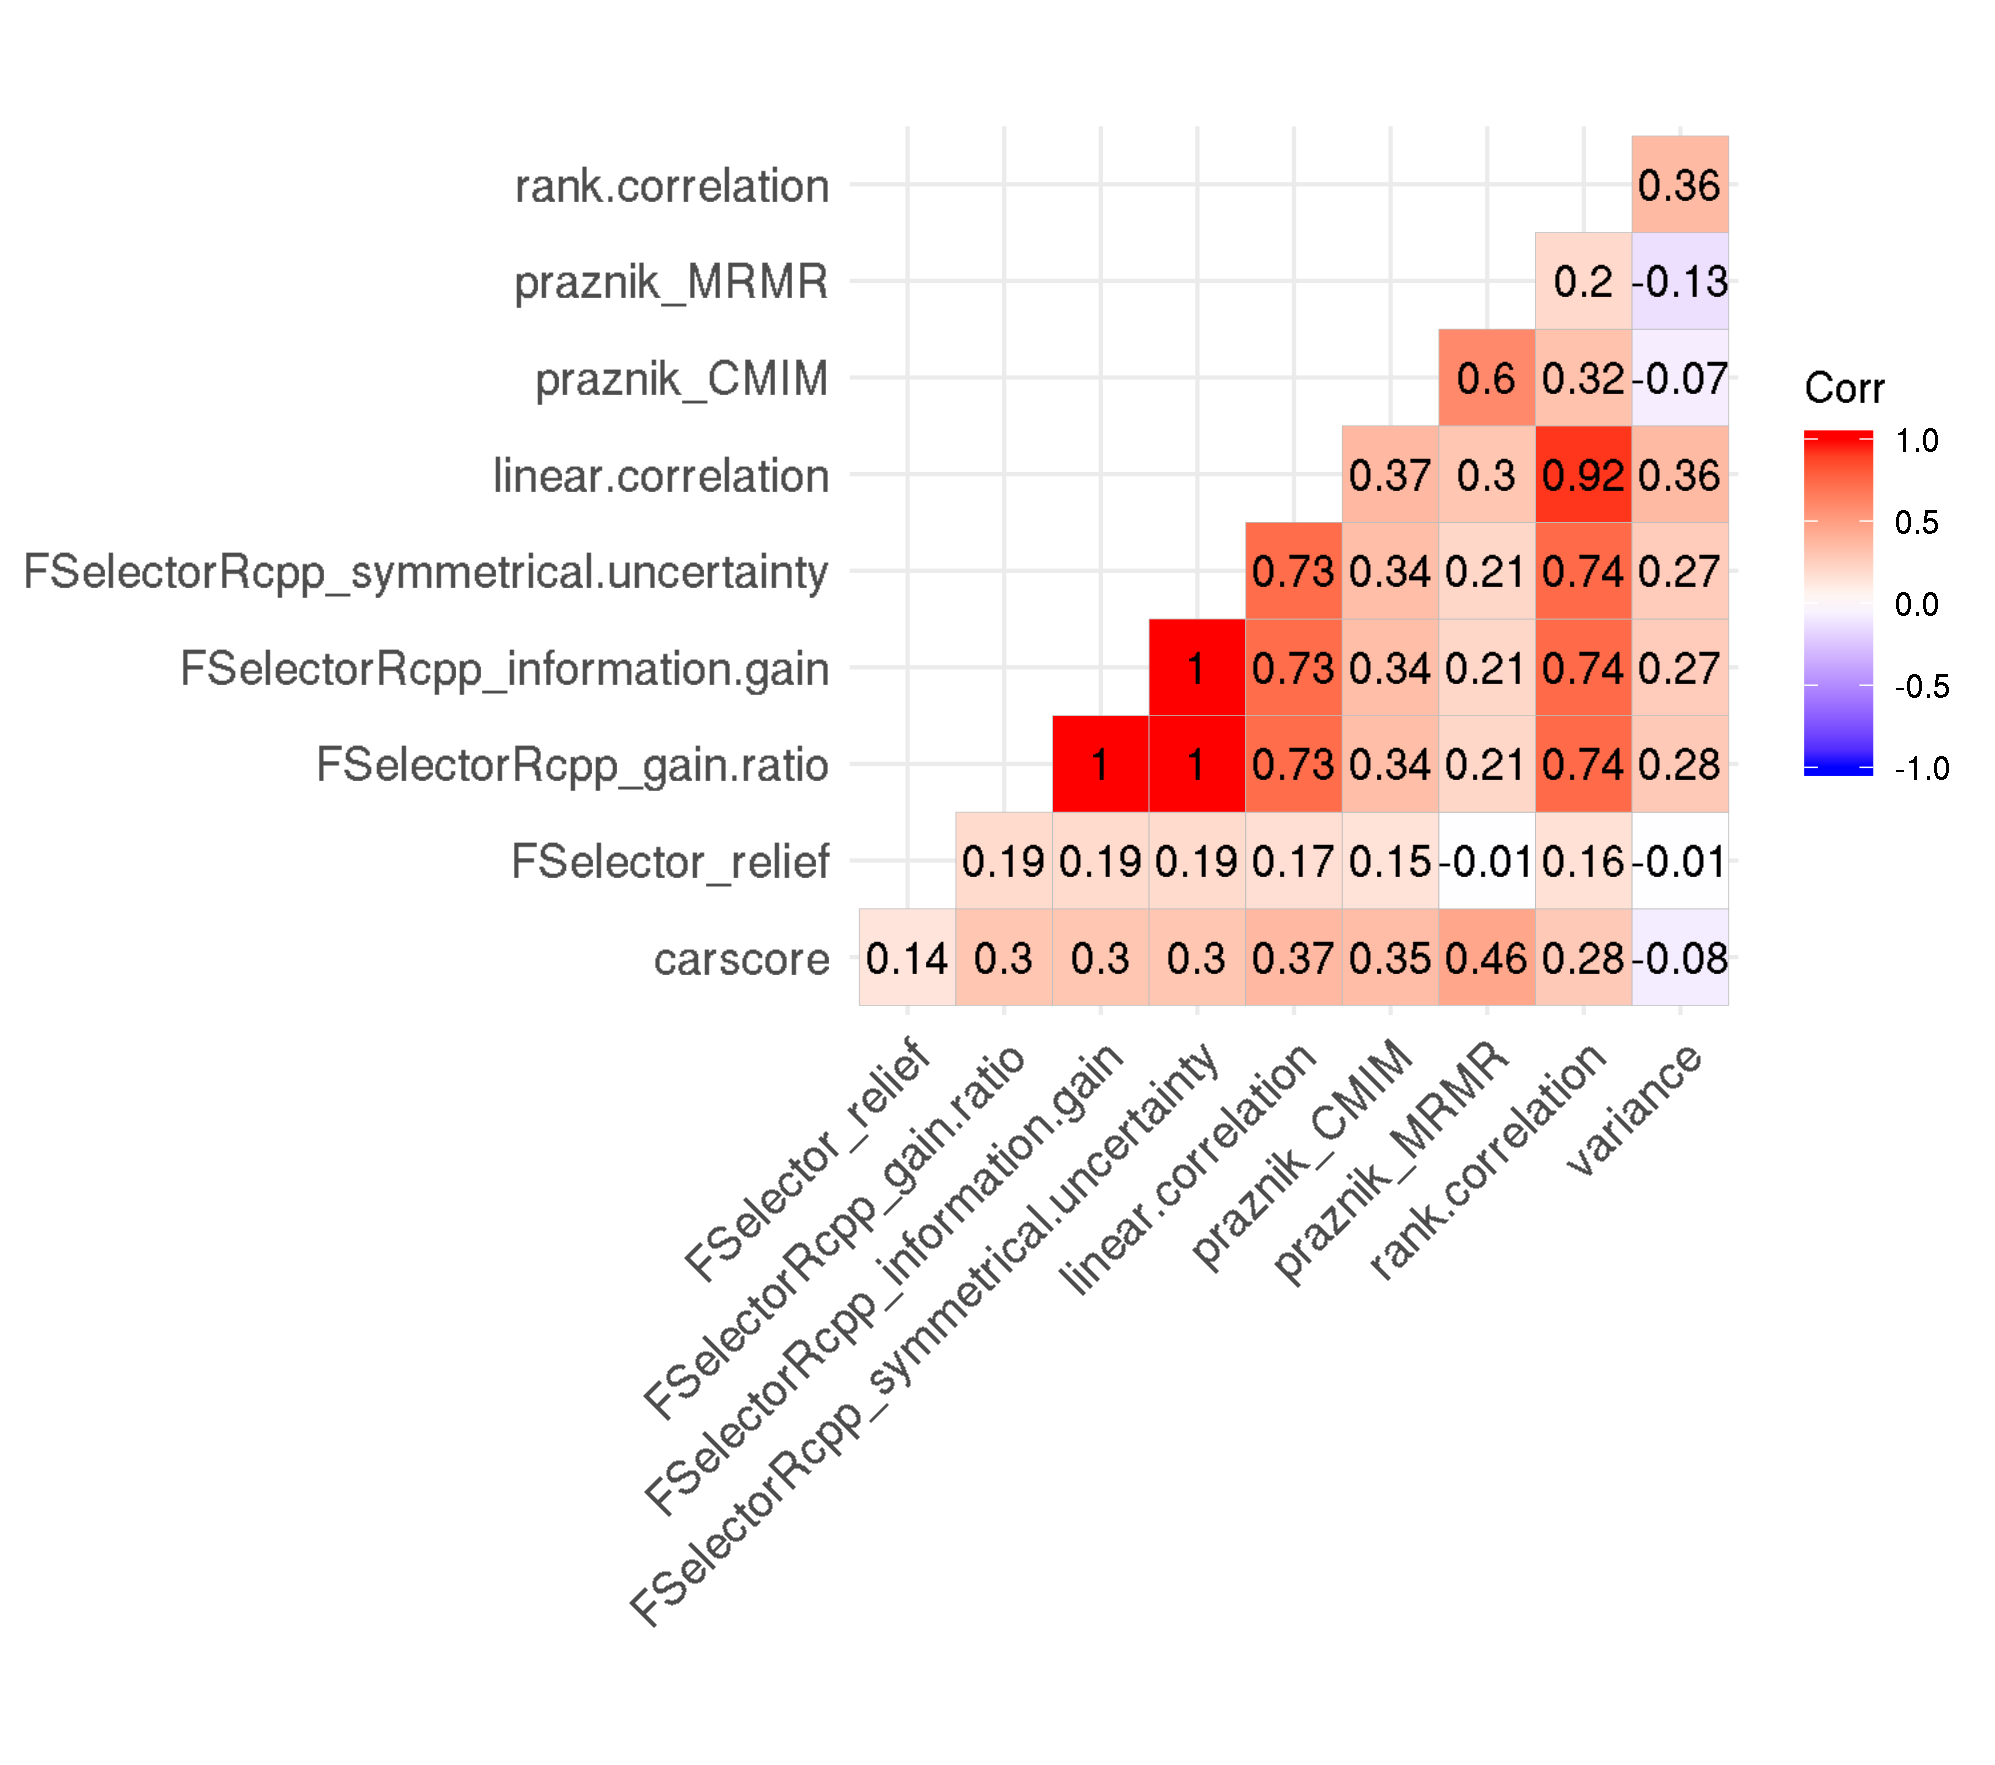 rank.correlation 0.36
praznik_MRMR 0.2 -0.13
praznik_CMIM 0.6 0.32 -0.07
linear.correlation 0.37 0.3 0.92 0.36
FSelectorRcpp_symmetrical.uncertainty 0.73 0.34 0.21 0.74 0.27
FSelectorRcpp_information.gain 1 0.73 0.34 0.21 0.74 0.27
FSelectorRcpp_gain.ratio 1 1 0.73 0.34 0.21 0.74 0.28
FSelector_relief 0.19 0.19 0.19 0.17 0.15 -0.01 0.16 -0.01
carscore 0.14 0.3 0.3 0.3 0.37 0.35 0.46 0.28 -0.08
FSelector_relief
FSelectorRcpp_gain.ratio
FSelectorRcpp_information.gain
FSelectorRcpp_symmetrical.uncertainty
linear.correlation
praznik_CMIM
praznik_MRMR
rank.correlation
variance
Corr
1.0
0.5
0.0
-0.5
-1.0